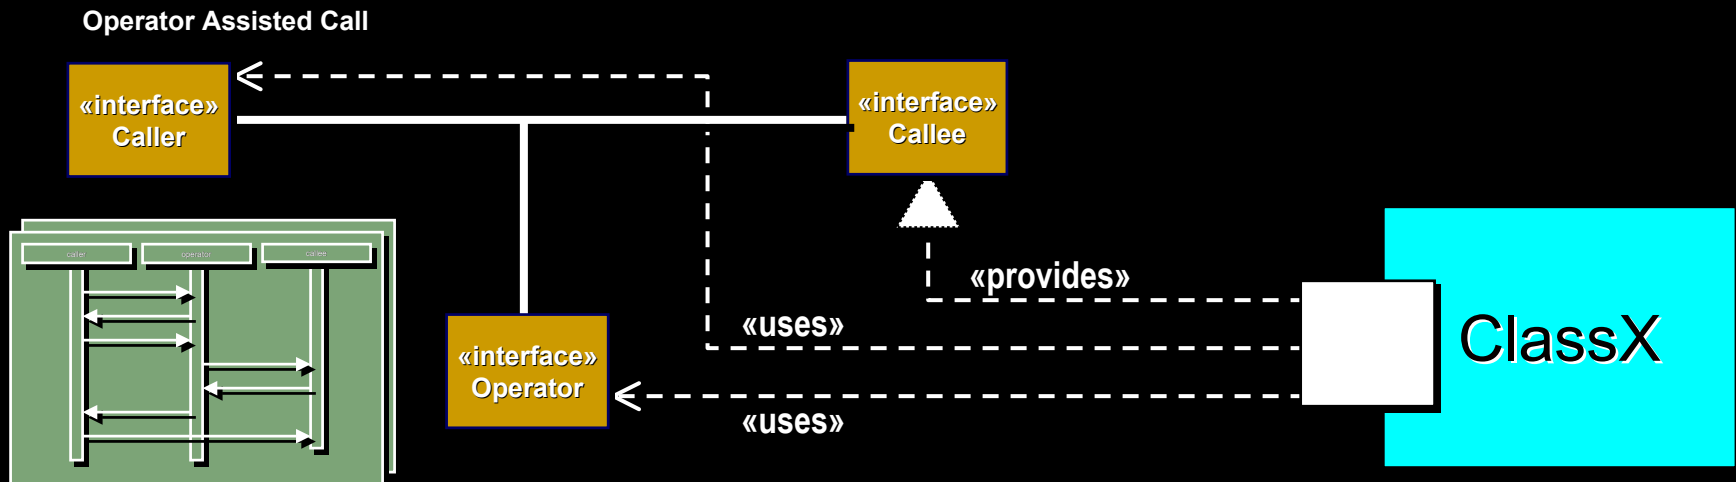 Operator Assisted Call
«interface»
Caller
«interface»
Callee
caller
operator
callee
«provides»
«uses»
«interface»
Operator
«uses»
ClassX